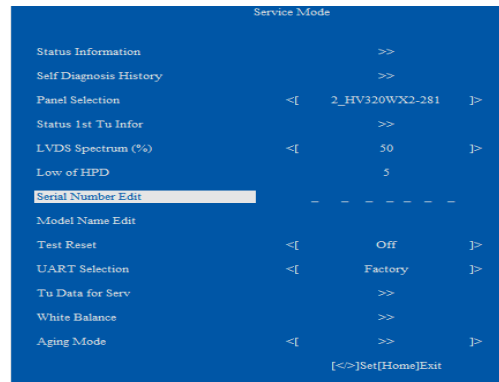 Service Mode
Status Information >>
Self Diagnosis History >>
Panel Selection <[ 2_HV320WX2-281 ]>
Status 1st Tu Infor >>
LVDS Spectrum (%) <[ 50 ]>
Low of HPD 5
Serial Number Edit _ _ _ _ _ _ _
Model Name Edit
Test Reset <[ Off ]>
UART Selection <[ Factory ]>
Tu Data for Serv >>
White Balance >>
Aging Mode <[ >> ]>
[</>]Set[Home]Exit